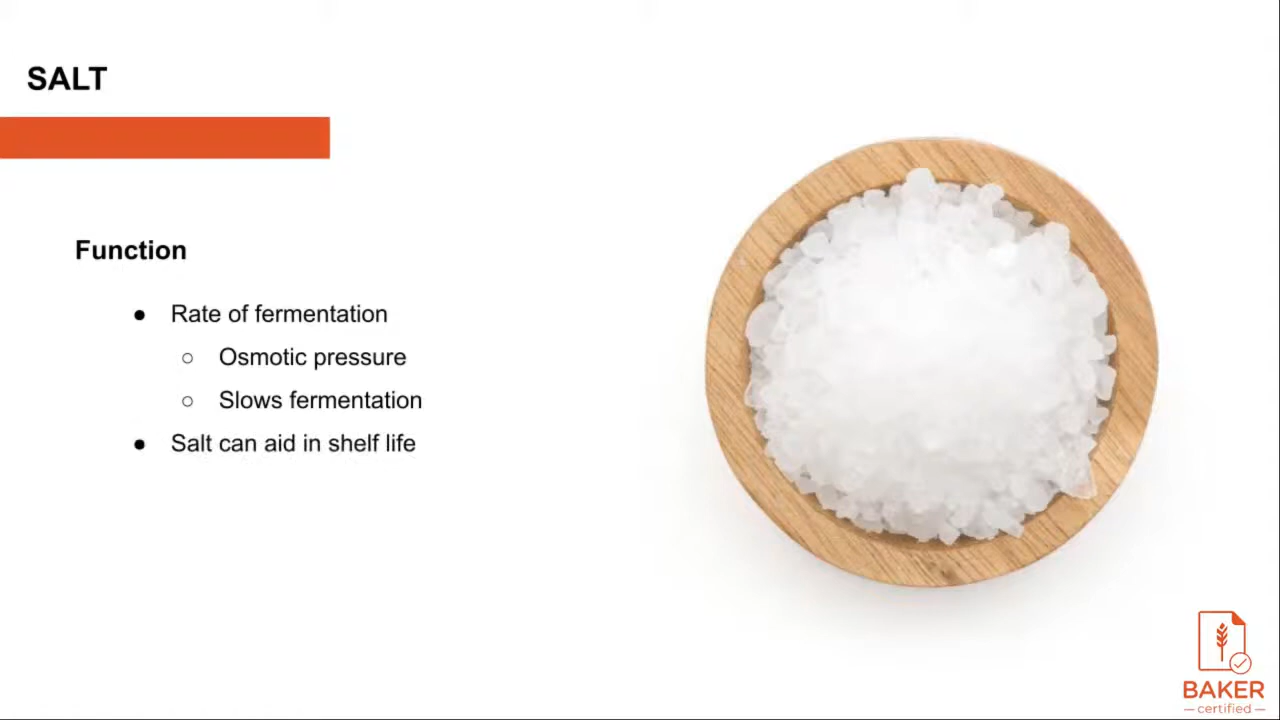 SALT
Function
● Rate of fermentation
○ Osmotic pressure
○ Slows fermentation
● Salt can aid in shelf life
BAKER
certified